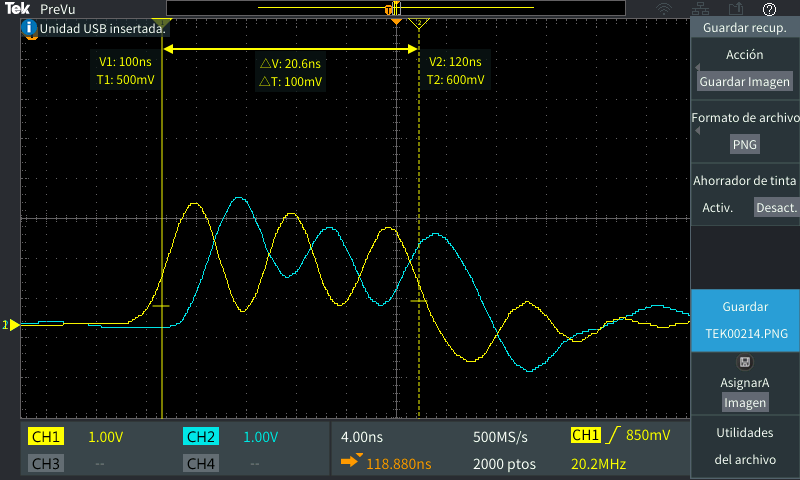 Tek PreVu
T
2
Unidad USB insertada.
V1: 100ns
T1: 500mV
△V: 20.6ns
△T: 100mV
V2: 120ns
T2: 600mV
1
Guardar recup.
Acción
Guardar Imagen
Formato de archivo
PNG
Ahorrador de tinta
Activ. Desact.
Guardar
TEK00214.PNG
AsignarA
Imagen
Utilidades
del archivo
CH1 1.00V
CH2 1.00V
CH3 --
CH4 --
4.00ns
118.880ns
500MS/s
2000 ptos
CH1 850mV
20.2MHz